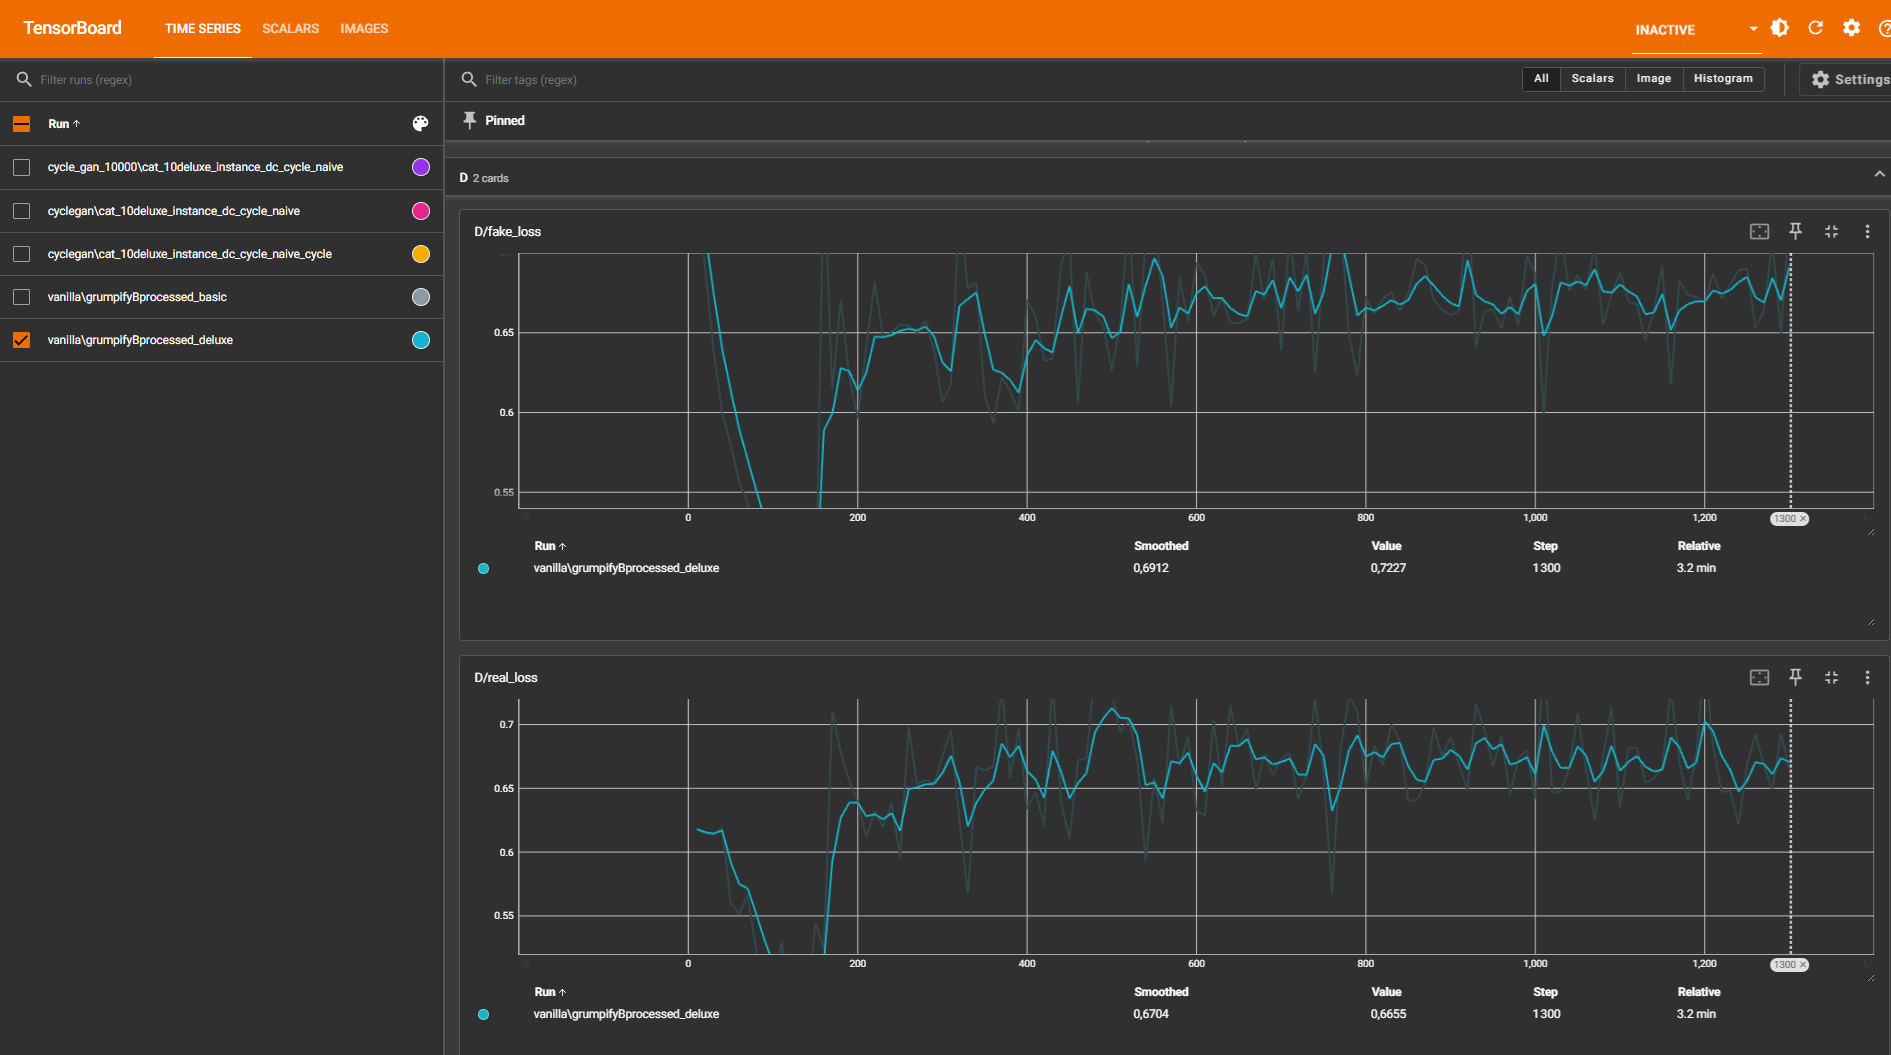 TensorBoard TIME SERIES SCALARS IMAGES INACTIVE
Filter runs (regex)
Run ↑
cycle_gan_10000\cat_10deluxe_instance_dc_cycle_naive
cyclegan\cat_10deluxe_instance_dc_cycle_naive
cyclegan\cat_10deluxe_instance_dc_cycle_naive_cycle
vanilla\grumpifyBprocessed_basic
vanilla\grumpifyBprocessed_deluxe
Filter tags (regex) All Scalars Image Histogram Settings
Pinned
D 2 cards
D/fake_loss
0.65
0.6
0.55
0 200 400 600 800 1,000 1,200 1300 ×
Run ↑ Smoothed Value Step Relative
vanilla\grumpifyBprocessed_deluxe 0,6912 0,7227 1 300 3.2 min
D/real_loss
0.7
0.65
0.6
0.55
0 200 400 600 800 1,000 1,200 1300 ×
Run ↑ Smoothed Value Step Relative
vanilla\grumpifyBprocessed_deluxe 0,6704 0,6655 1 300 3.2 min